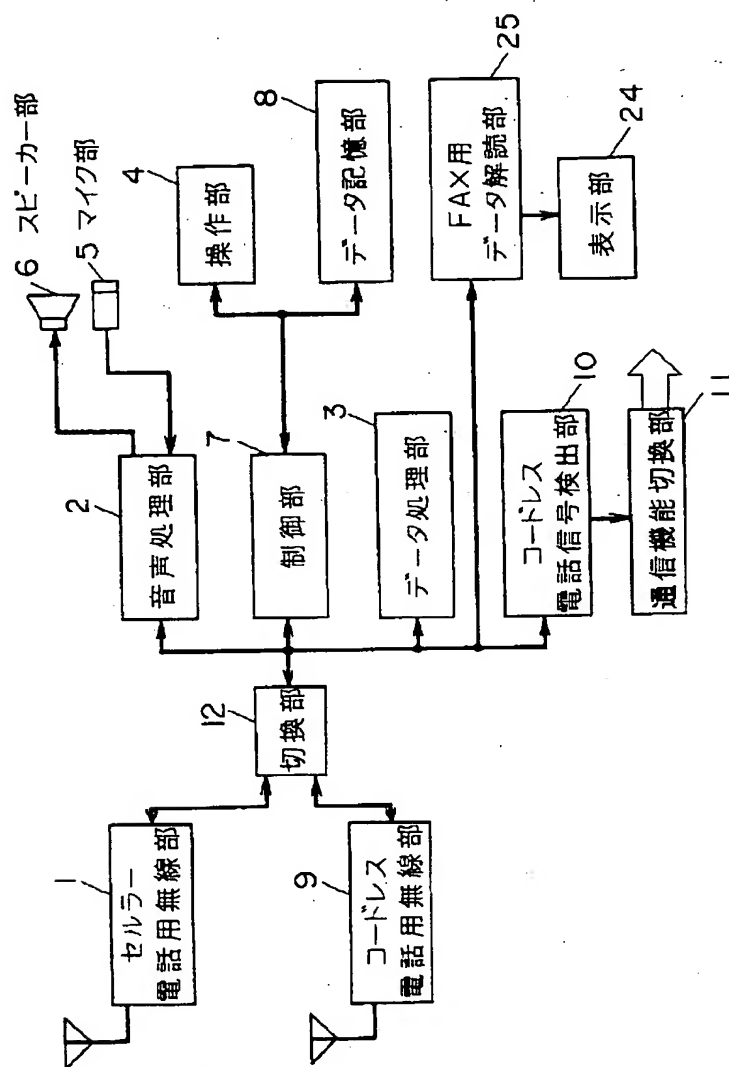 1
セルラー
電話用無線部
9
コードレス
電話用無線部
12
切換部
2
音声処理部
7
制御部
3
データ処理部
コードレス
電話信号検出部
10
通信機能切換部
11
6 スピーカー部
5 マイク部
4
操作部
8
データ記憶部
FAX用
データ解読部
25
表示部
24